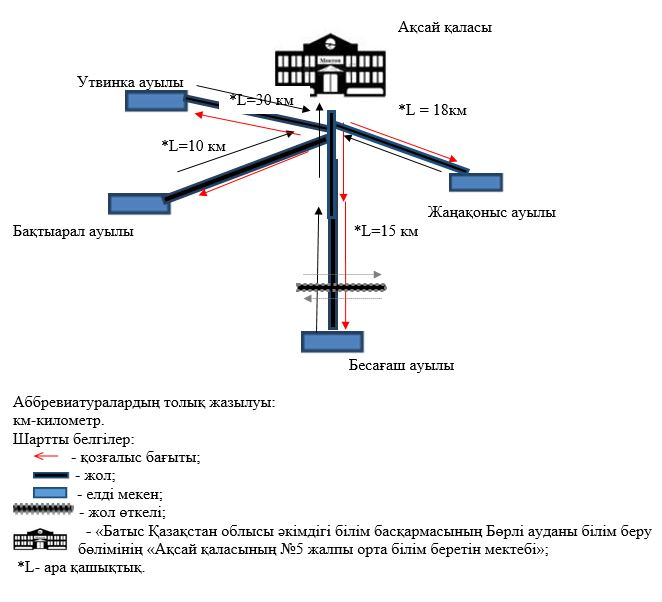 Ақсай қаласы
Мектеп
Утвинка ауылы
*L=30 км
*L = 18км
*L=10 км
Жаңақоныс ауылы
Бақтыарал ауылы
*L=15 км
Бесағаш ауылы
Аббревиатуралардың толық жазылуы:
км-километр.
Шартты белгілер:
- қозғалыс бағыты;
- жол;
- елді мекен;
- жол өткелі;
- «Батыс Қазақстан облысы әкімдігі білім басқармасының Бөрлі ауданы білім беру
бөлімінің «Ақсай қаласының №5 жалпы орта білім беретін мектебі»;
*L- ара қашықтық.